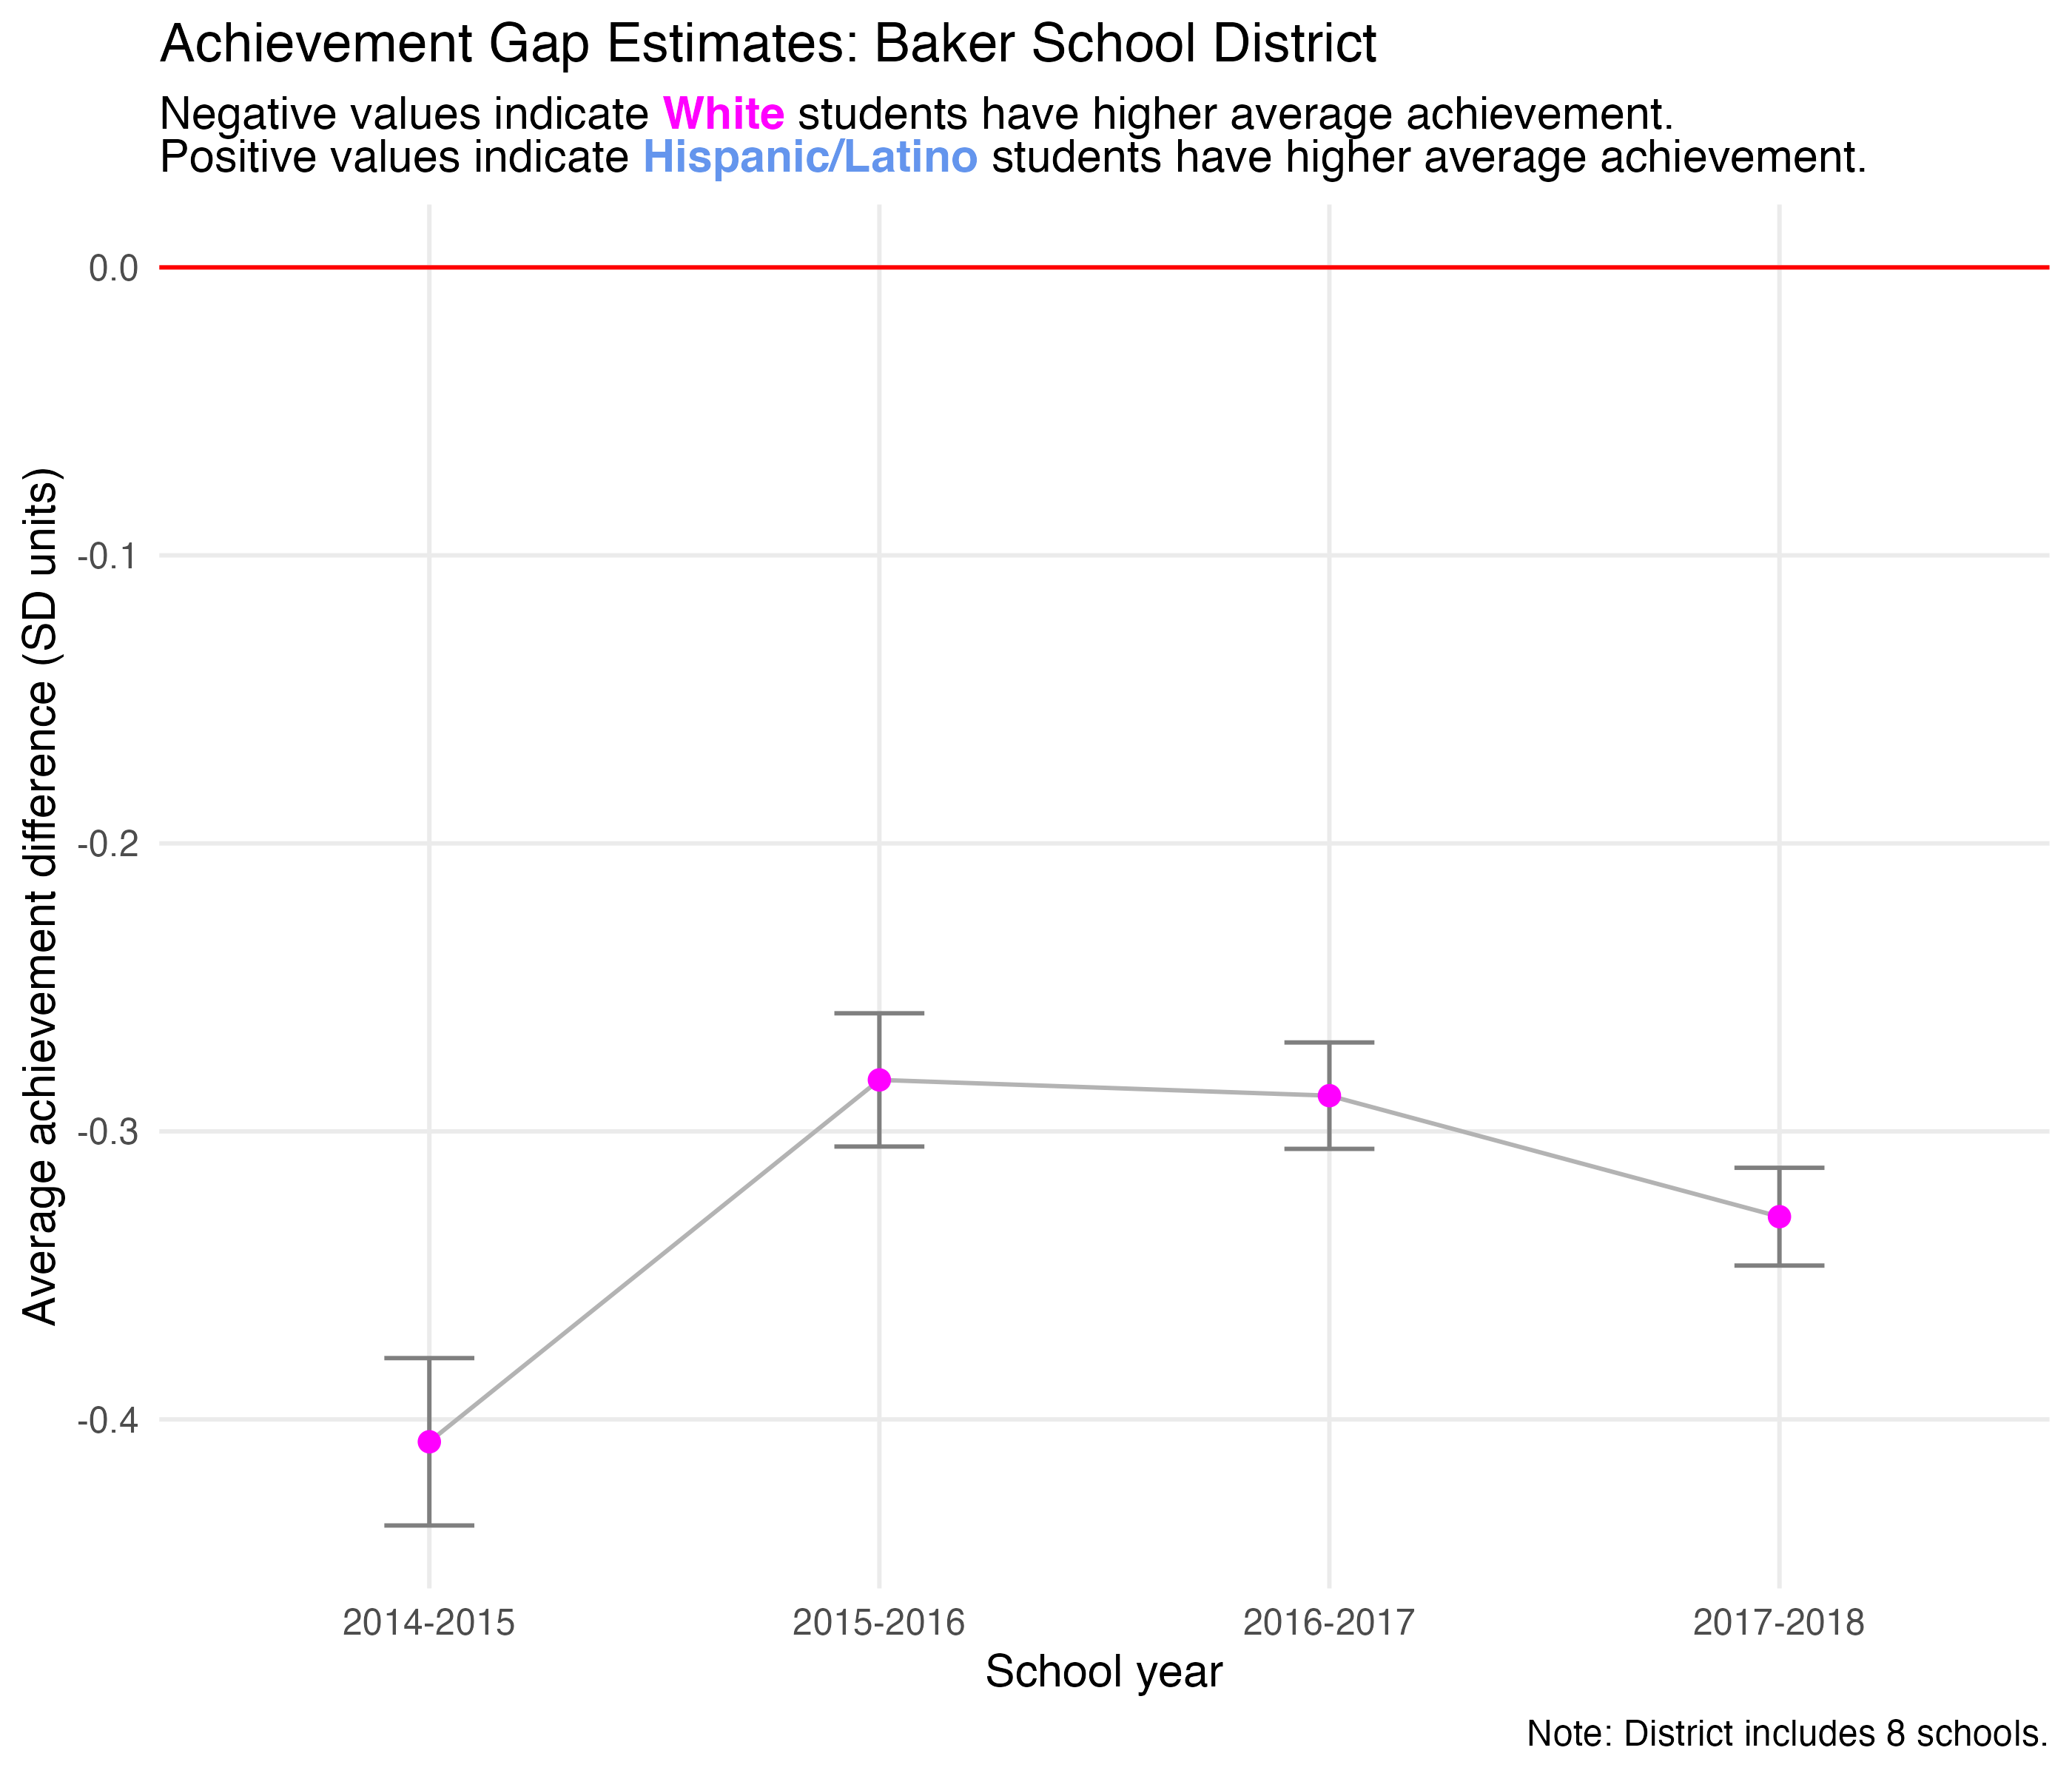 Achievement Gap Estimates: Baker School District
Negative values indicate White students have higher average achievement.
Positive values indicate Hispanic/Latino students have higher average achievement.
Average achievement difference (SD units)
0.0
-0.1
-0.2
-0.3
-0.4
2014-2015
2015-2016
2016-2017
2017-2018
School year
Note: District includes 8 schools.